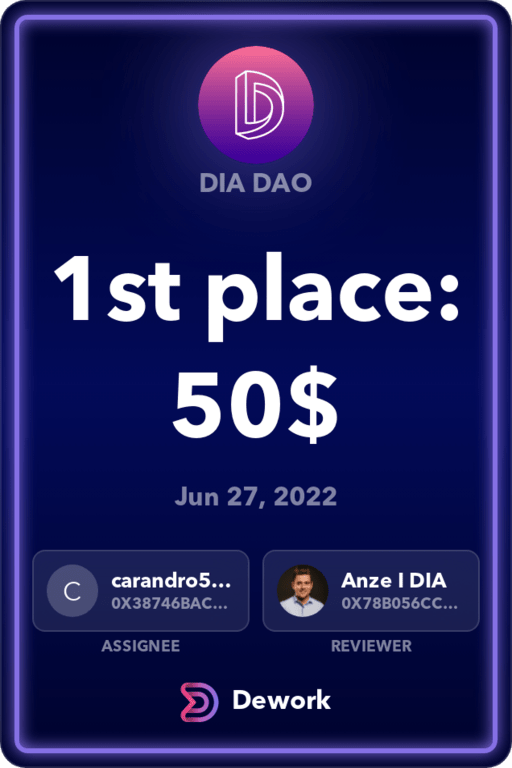 DIA DAO
1st place:
50$
Jun 27, 2022
carandro5...
0X38746BAC...
Anze I DIA
0X78B056CC...
C
ASSIGNEE
REVIEWER
Dework